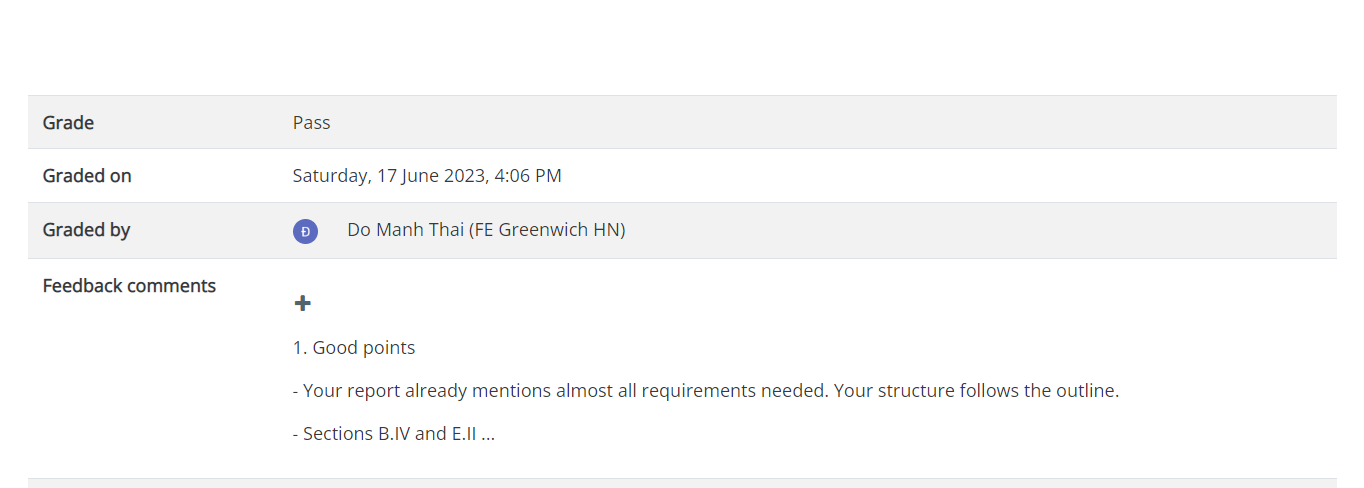 Grade Pass
Graded on Saturday, 17 June 2023, 4:06 PM
Graded by Đ Do Manh Thai (FE Greenwich HN)
Feedback comments
+
1. Good points
- Your report already mentions almost all requirements needed. Your structure follows the outline.
- Sections B.IV and E.II ...